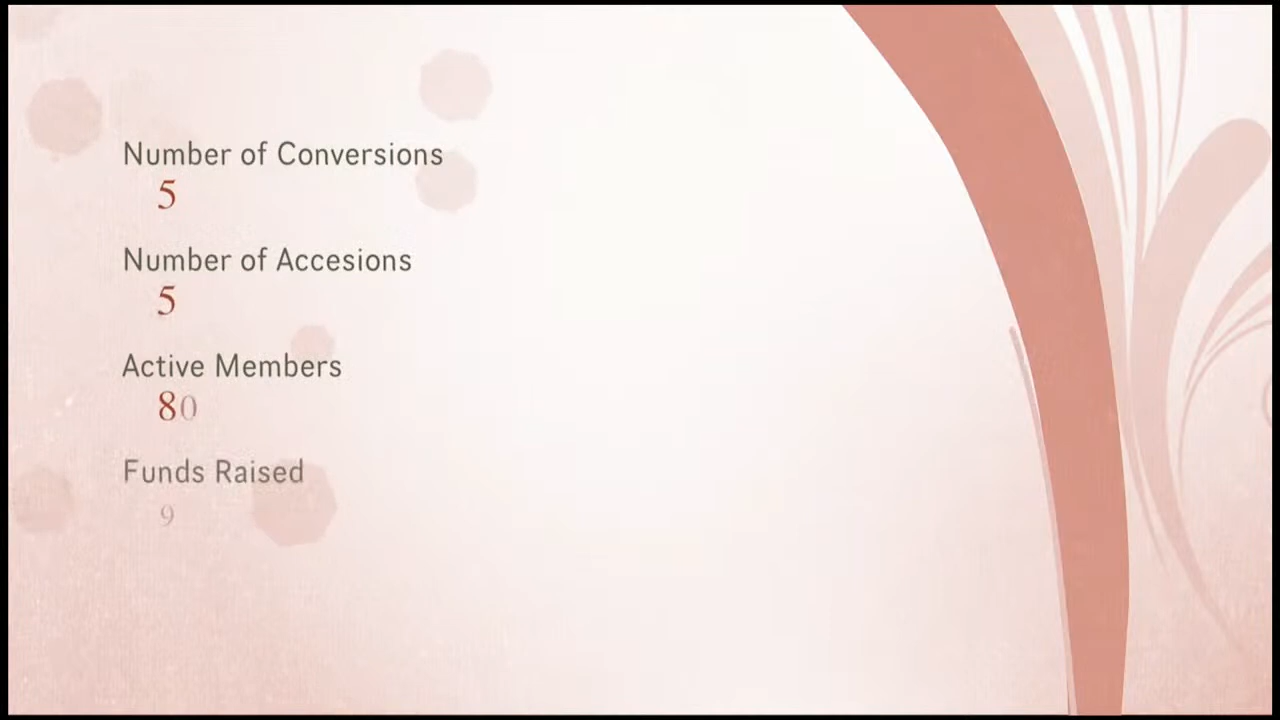 Number of Conversions
5
Number of Accesions
5
Active Members
80
Funds Raised
9